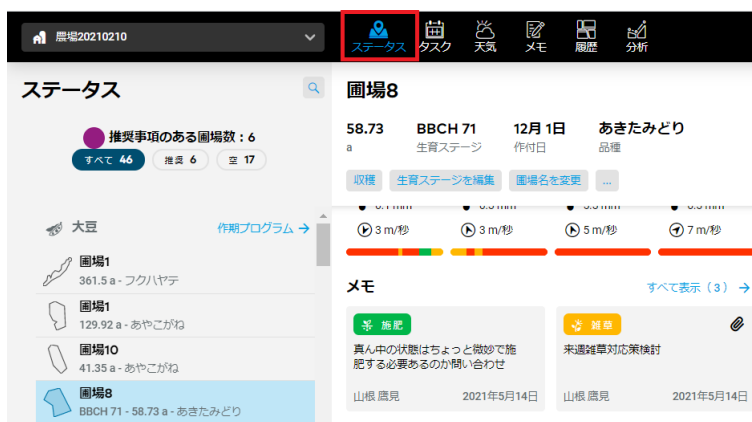 農場20210210
ステータス
タスク
天気
メモ
履歴
分析
ステータス
推奨事項のある圃場数：6
すべて 46
推奨 6
空 17
大豆
作期プログラム
圃場1
361.5 a - フクハヤテ
圃場1
129.92 a - あやこがね
圃場10
41.35 a - あやこがね
圃場8
BBCH 71 - 58.73 a - あきたみどり
圃場8
58.73 BBCH 71 12月 1日 あきたみどり
a 生育ステージ 作付日 品種
収穫 生育ステージを編集 圃場名を変更 ...
3 m/秒 3 m/秒 5 m/秒 7 m/秒
メモ
すべて表示（3）
施肥
真ん中の状態はちょっと微妙で施
肥する必要あるのか問い合わせ
山根 鷹見 2021年5月14日
雑草
来週雑草対応策検討
山根 鷹見 2021年5月14日